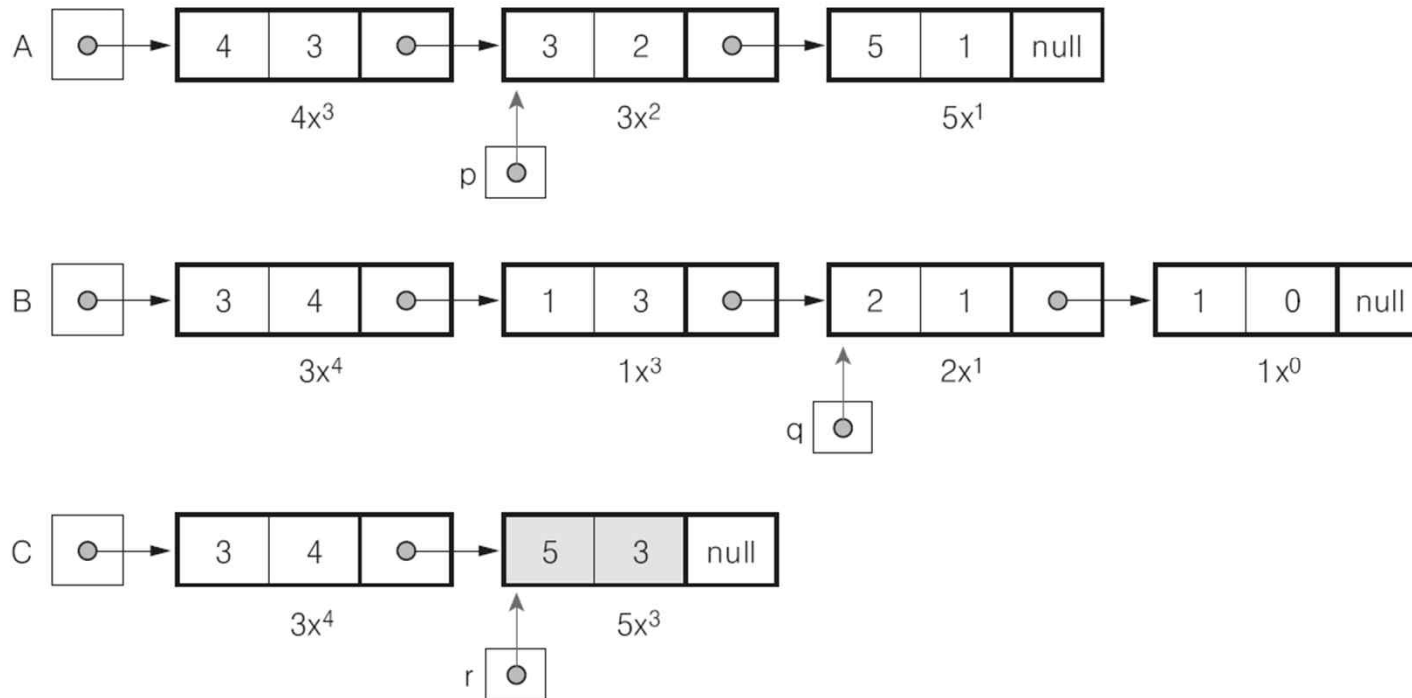 A 4 3 3 2 5 1 null
4x³ 3x² 5x¹
p
B 3 4 1 3 2 1 1 0 null
3x⁴ 1x³ 2x¹ 1x⁰
q
C 3 4 5 3 null
3x⁴ 5x³
r